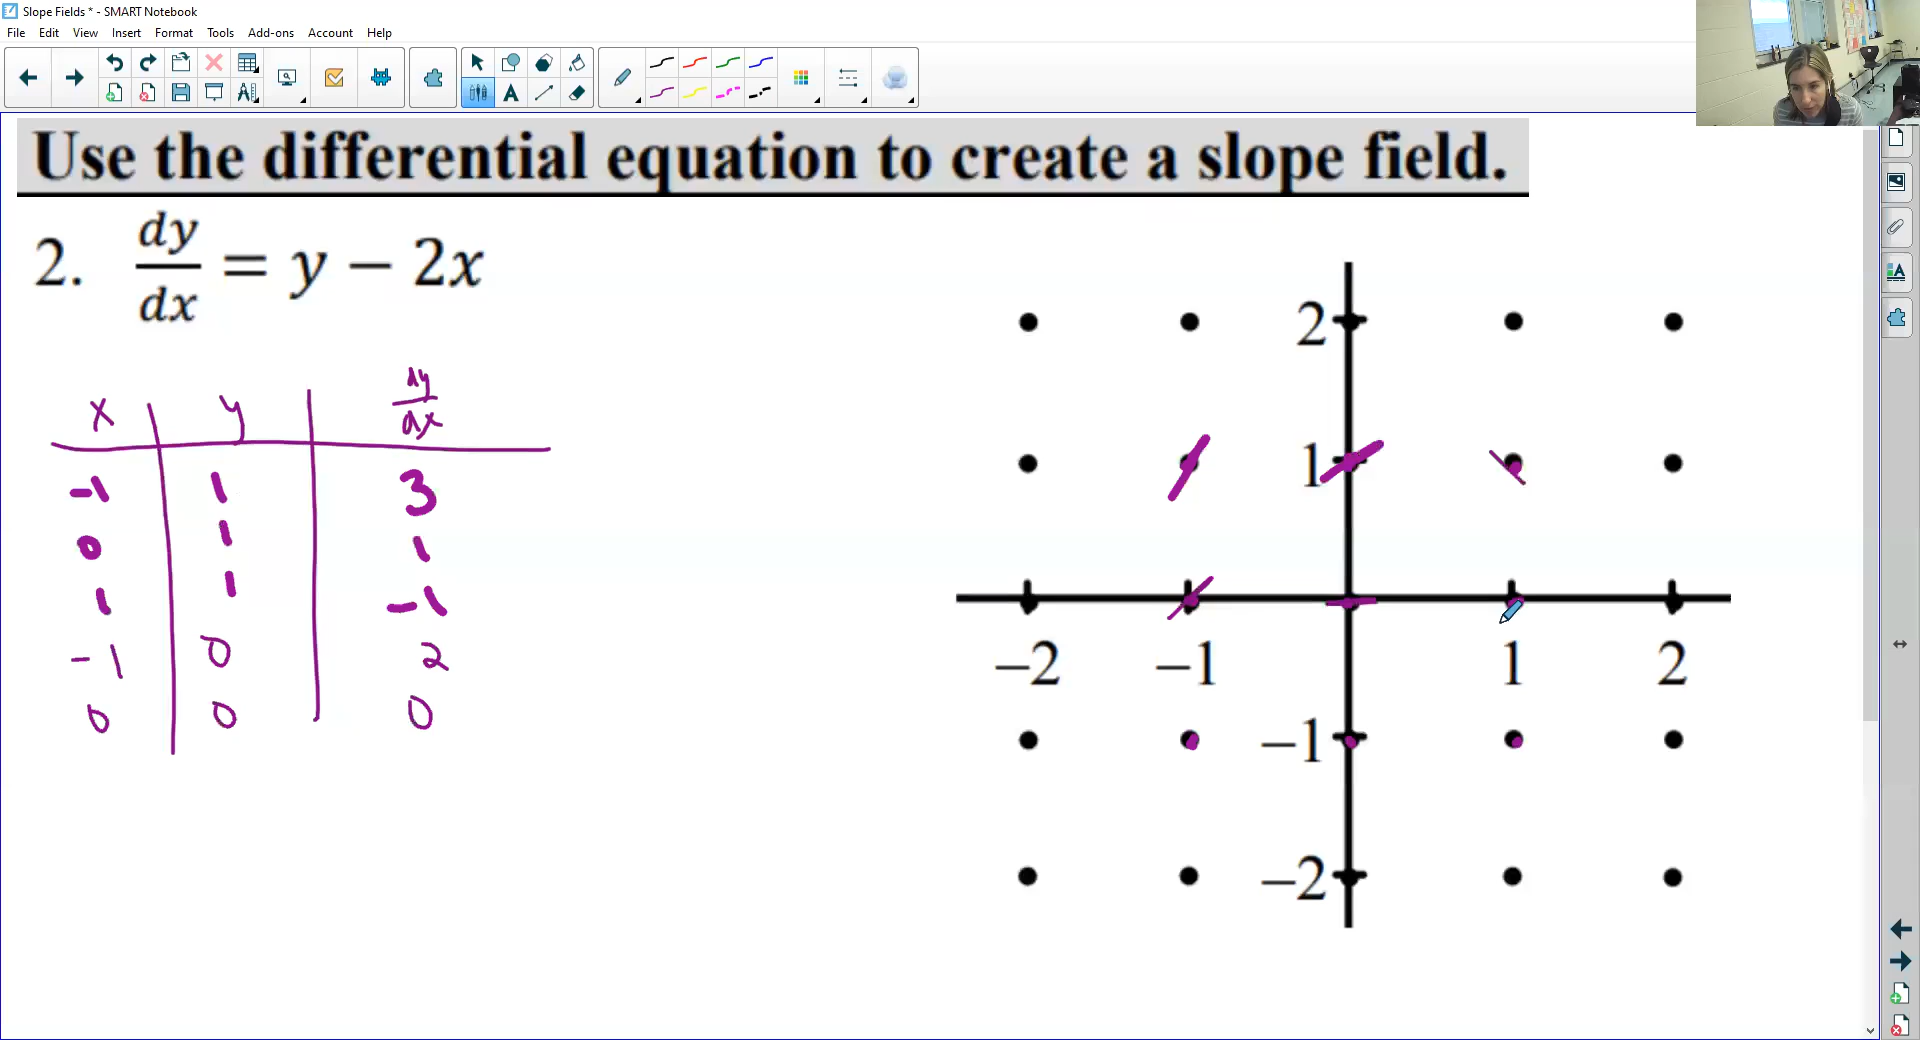 Slope Fields * - SMART Notebook
File Edit View Insert Format Tools Add-ons Account Help
Use the differential equation to create a slope field.
2. dy/dx = y − 2x
x y dy/dx
-1 1 3
0 1 1
1 1 -1
-1 0 2
0 0 0
2
1
−2 −1 1 2
−1
−2